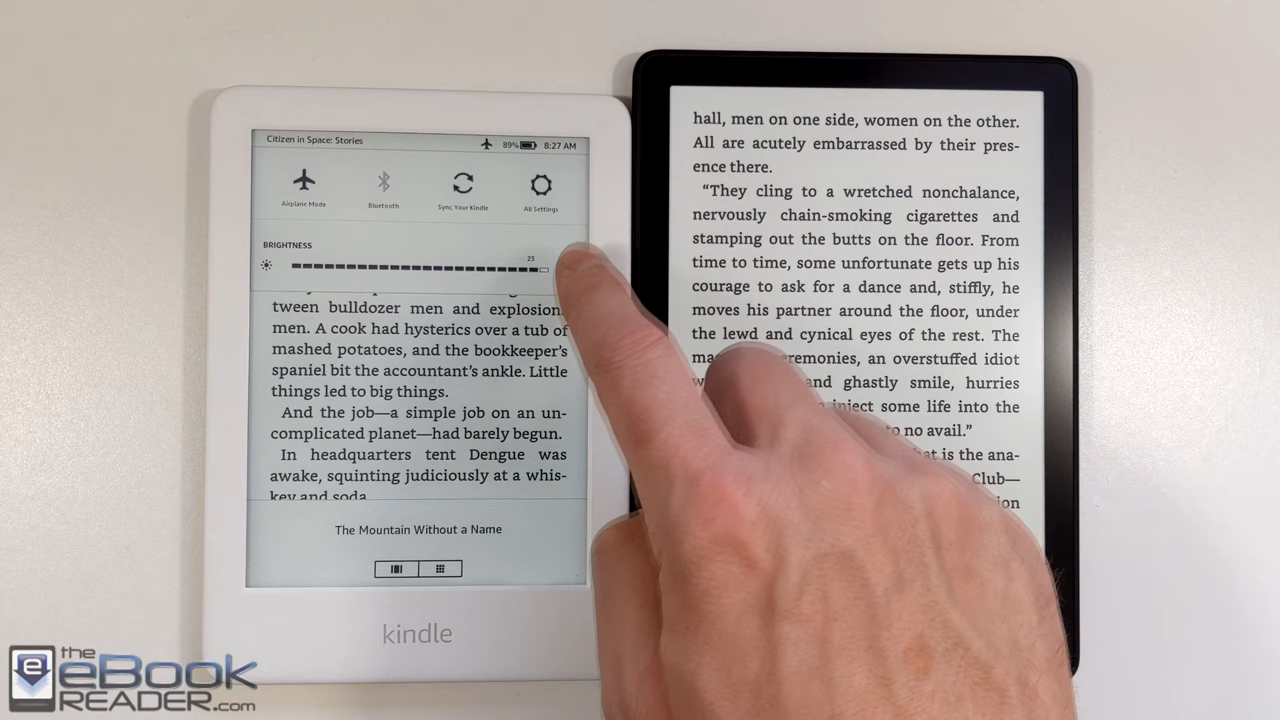 Citizen in Space: Stories
89% 8:27 AM
Airplane Mode
Bluetooth
Sync Your Kindle
All Settings
BRIGHTNESS
23
tween bulldozer men and explosion
men. A cook had hysterics over a tub of
mashed potatoes, and the bookkeeper's
spaniel bit the accountant's ankle. Little
things led to big things.
And the job—a simple job on an un-
complicated planet—had barely begun.
In headquarters tent Dengue was
awake, squinting judiciously at a whis-
key and soda
The Mountain Without a Name
kindle
hall, men on one side, women on the other.
All are acutely embarrassed by their pres-
ence there.
“They cling to a wretched nonchalance,
nervously chain-smoking cigarettes and
stamping out the butts on the floor. From
time to time, some unfortunate gets up his
courage to ask for a dance and, stiffly, he
moves his partner around the floor, under
the lewd and cynical eyes of the rest. The
an overstuffed idiot
and ghastly smile, hurries
inject some life into the
to no avail.”
is the ana-
Club—
the eBook
READER.com